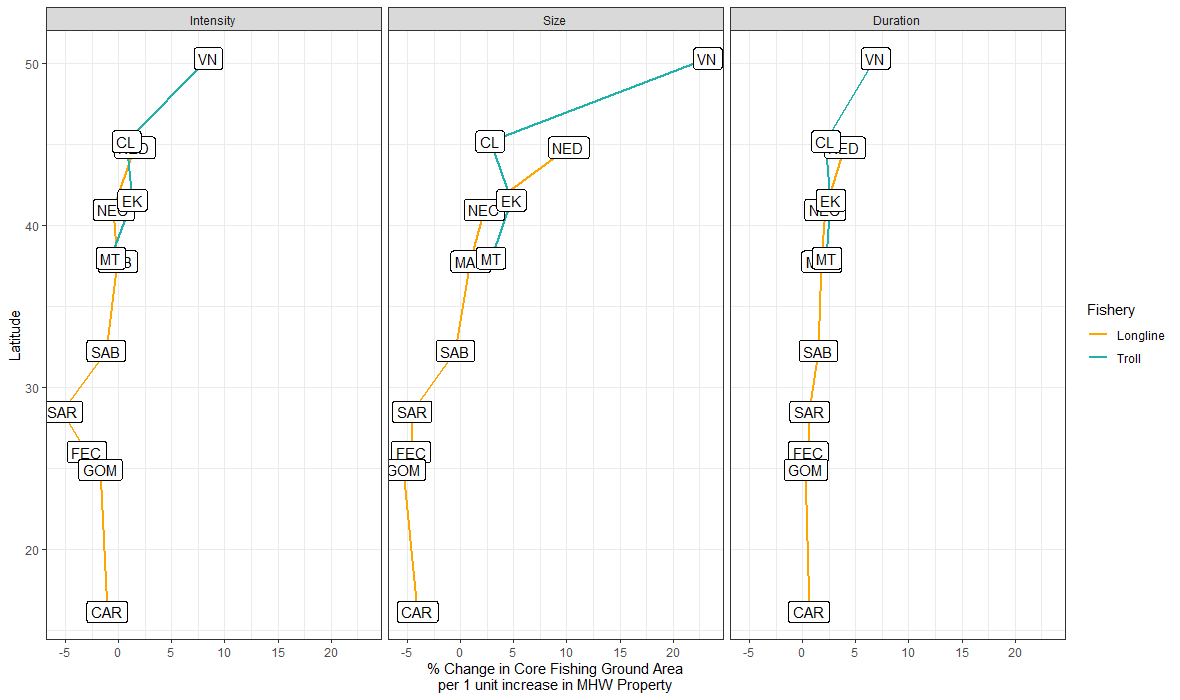 Intensity
Size
Duration
Latitude
50
40
30
20
VN
CL
NED
EK
NEC
MT
B
SAB
SAR
FEC
GOM
CAR
VN
CL
NED
EK
NEC
MA
MT
SAB
SAR
FEC
GOM
CAR
VN
CL
NED
EK
NEC
M
MT
SAB
SAR
FEC
GOM
CAR
-5 0 5 10 15 20
-5 0 5 10 15 20
-5 0 5 10 15 20
% Change in Core Fishing Ground Area
per 1 unit increase in MHW Property
Fishery
Longline
Troll